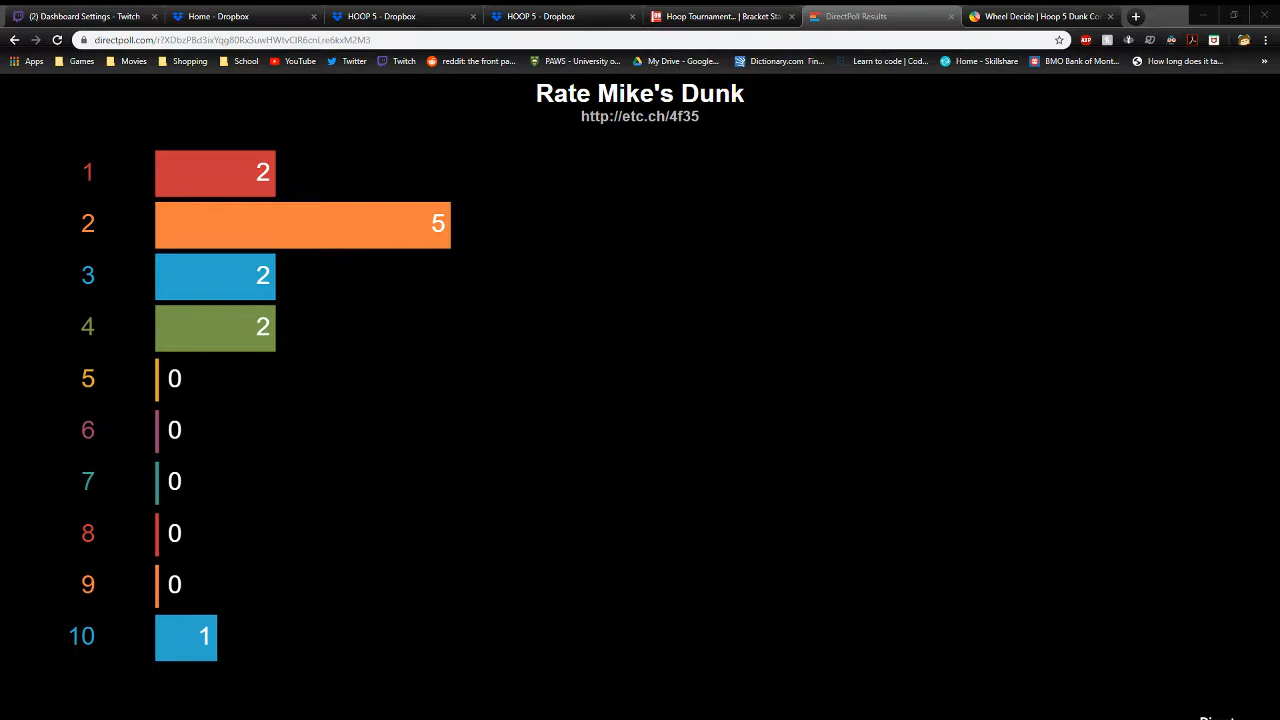 (2) Dashboard Settings - Twitch
Home - Dropbox
HOOP 5 - Dropbox
HOOP 5 - Dropbox
Hoop Tournament... | Bracket Sta
DirectPoll Results
Wheel Decide | Hoop 5 Dunk Co
Apps
Games
Movies
Shopping
School
YouTube
Twitter
Twitch
reddit: the front pa...
PAWS - University o...
My Drive - Google...
Dictionary.com Fin...
Learn to code | Cod...
Home - Skillshare
BMO Bank of Mont...
How long does it ta...
Rate Mike's Dunk
http://etc.ch/4f35
1 2
2 5
3 2
4 2
5 0
6 0
7 0
8 0
9 0
10 1